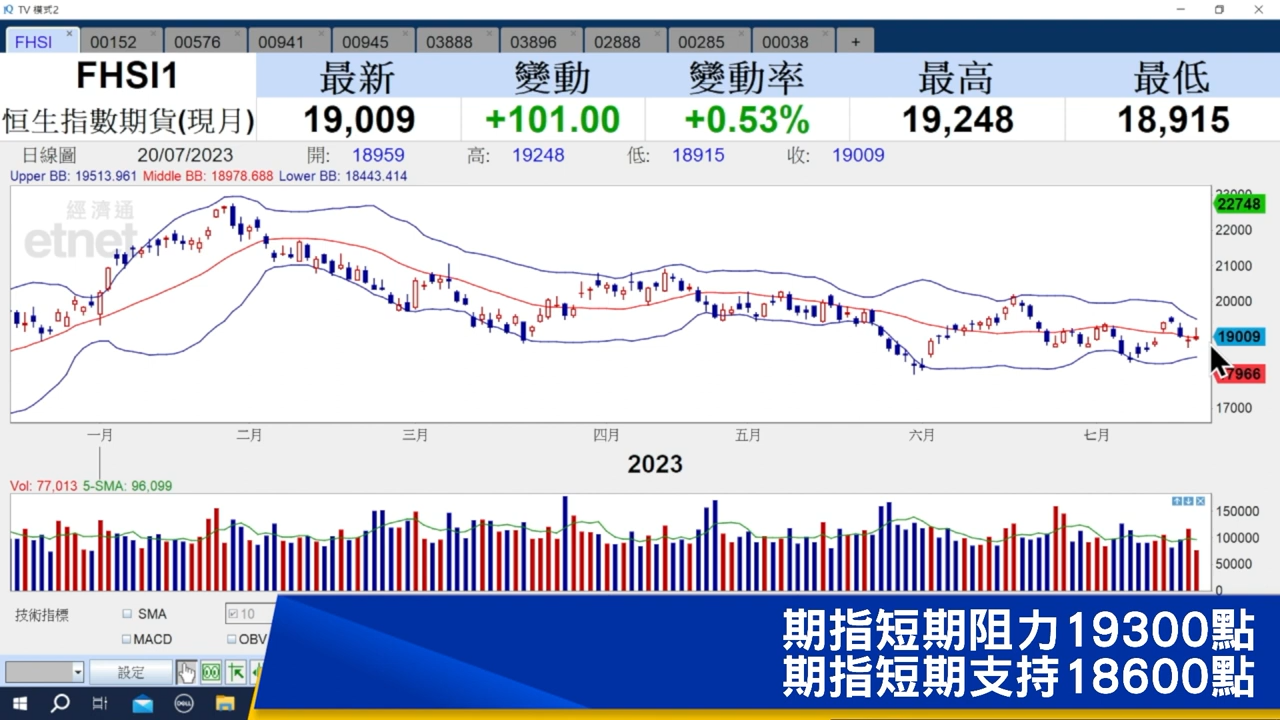 TV 模式2
FHSI 00152 00576 00941 00945 03888 03896 02888 00285 00038 +
FHSI1 最新 變動 變動率 最高 最低
恒生指數期貨(現月) 19,009 +101.00 +0.53% 19,248 18,915
日線圖 20/07/2023 開: 18959 高: 19248 低: 18915 收: 19009
Upper BB: 19513.961 Middle BB: 18978.688 Lower BB: 18443.414
經濟通
etnet
23000
22748
22000
21000
20000
19009
7966
17000
一月 二月 三月 四月 五月 六月 七月
2023
Vol: 77,013 5-SMA: 96,099
150000
100000
50000
0
技術指標 SMA 10
MACD OBV
設定
DELL
期指短期阻力19300點
期指短期支持18600點